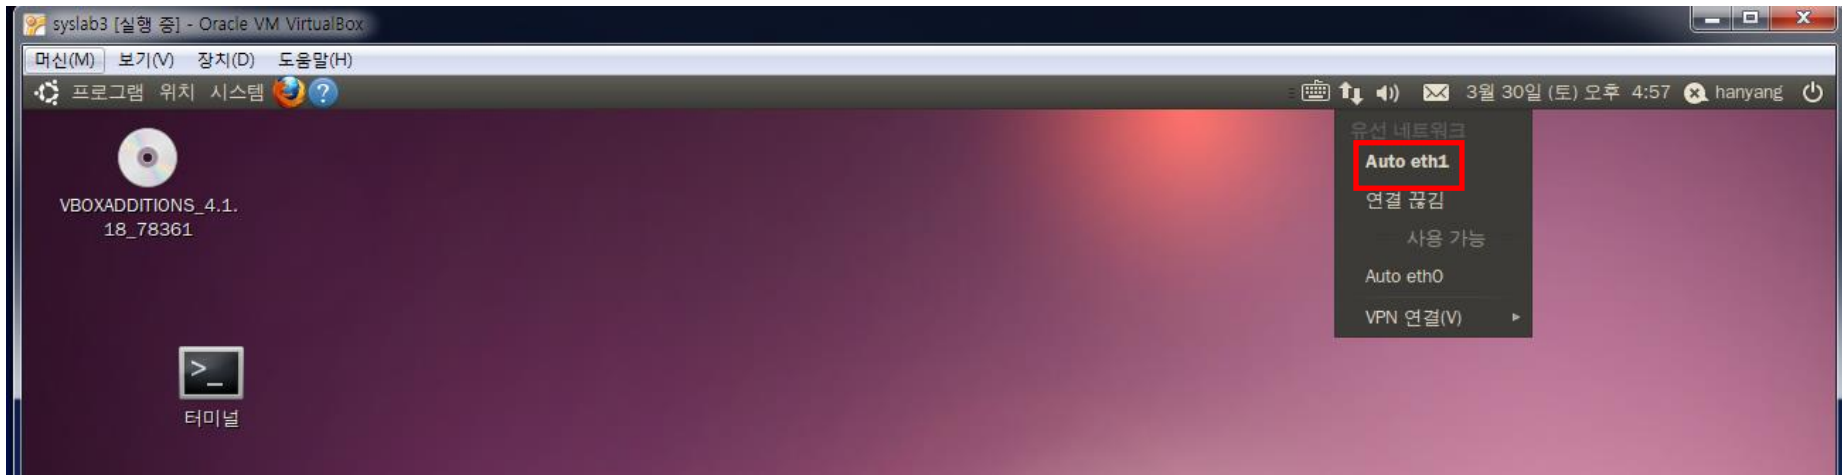 syslab3 [실행 중] - Oracle VM VirtualBox
머신(M) 보기(V) 장치(D) 도움말(H)
프로그램 위치 시스템 ? 3월 30일 (토) 오후 4:57 hanyang
유선 네트워크
Auto eth1
연결 끊김
사용 가능
Auto eth0
VPN 연결(V)
VBOXADDITIONS_4.1.
18_78361
>_
터미널